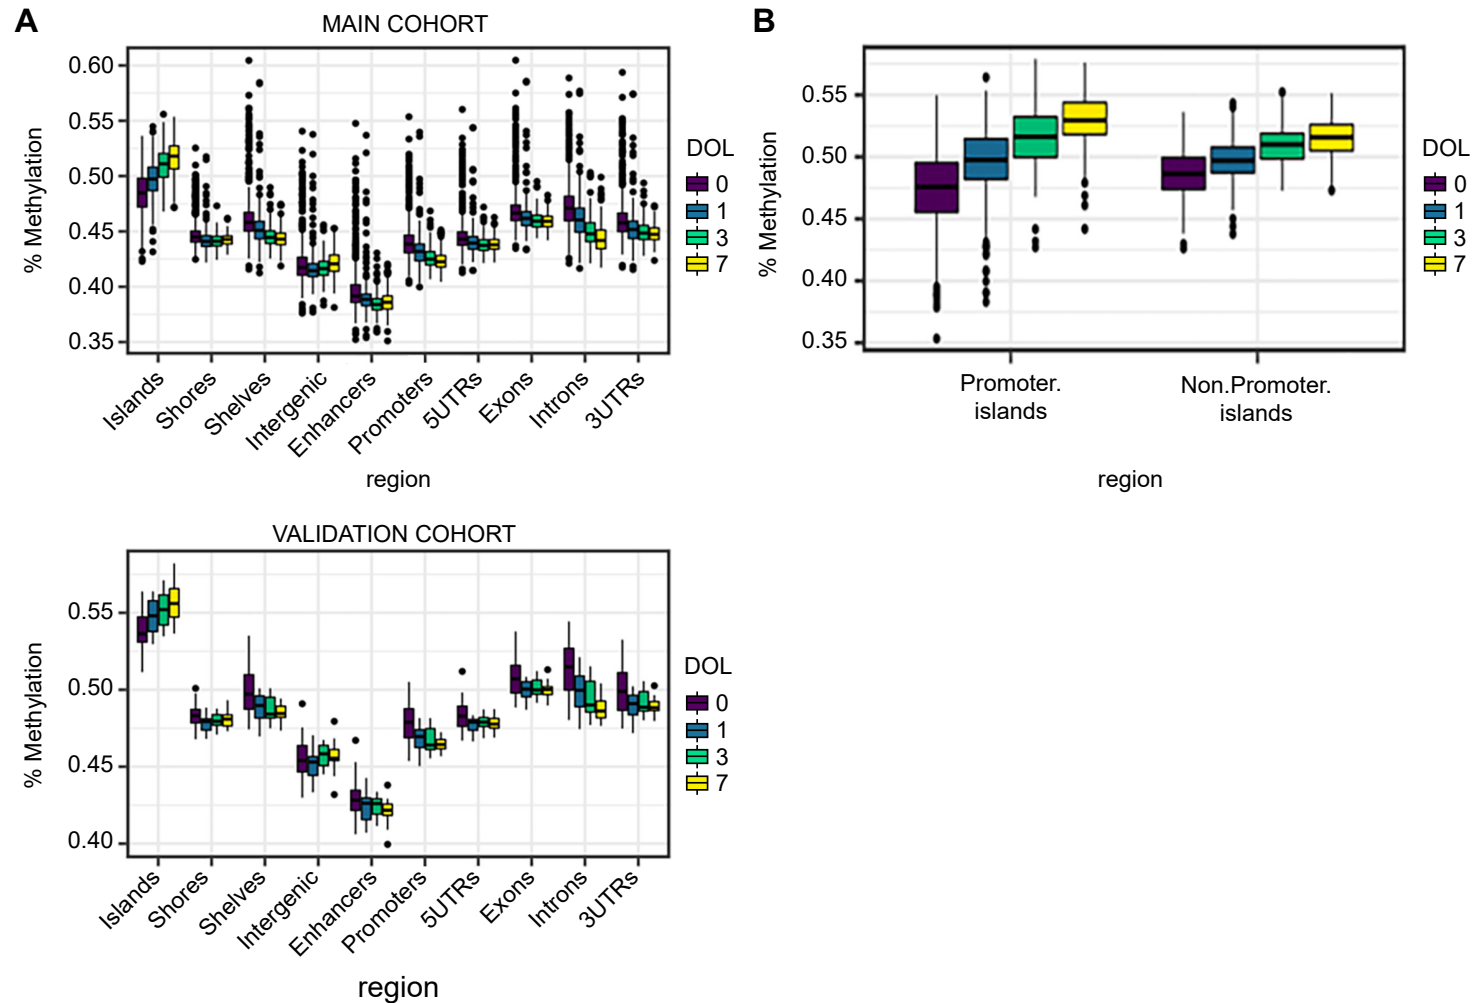 A
MAIN COHORT
% Methylation
0.60
0.55
0.50
0.45
0.40
0.35
Islands
Shores
Shelves
Intergenic
Enhancers
Promoters
5UTRs
Exons
Introns
3UTRs
region
DOL
0
1
3
7
B
% Methylation
0.55
0.50
0.45
0.40
0.35
Promoter.
islands
Non.Promoter.
islands
region
DOL
0
1
3
7
VALIDATION COHORT
% Methylation
0.55
0.50
0.45
0.40
Islands
Shores
Shelves
Intergenic
Enhancers
Promoters
5UTRs
Exons
Introns
3UTRs
region
DOL
0
1
3
7